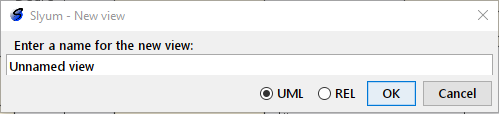 Slyum - New view
Enter a name for the new view:
Unnamed view
UML REL OK Cancel